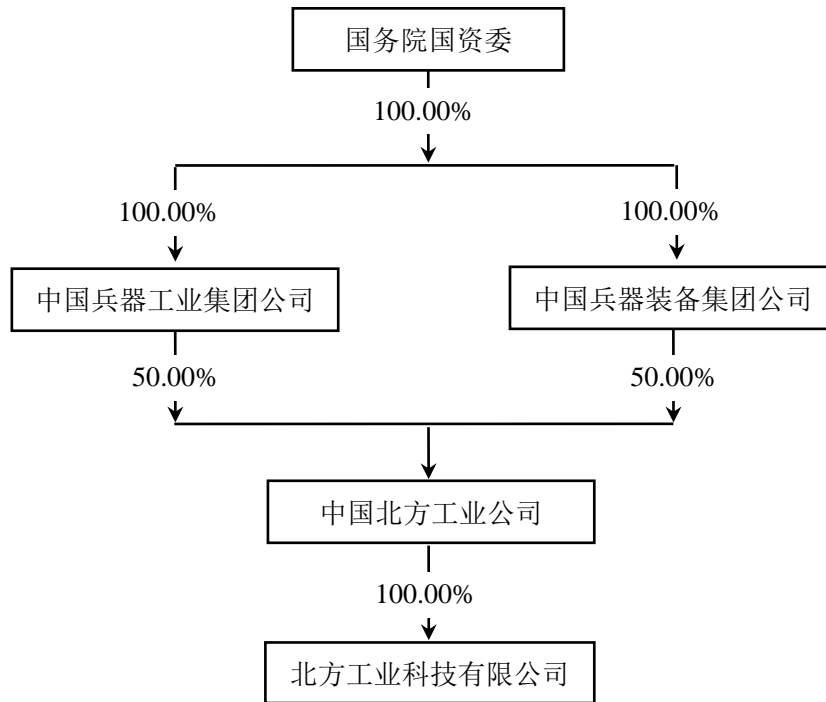 国务院国资委
100.00%
100.00%
100.00%
中国兵器工业集团公司
中国兵器装备集团公司
50.00%
50.00%
中国北方工业公司
100.00%
北方工业科技有限公司